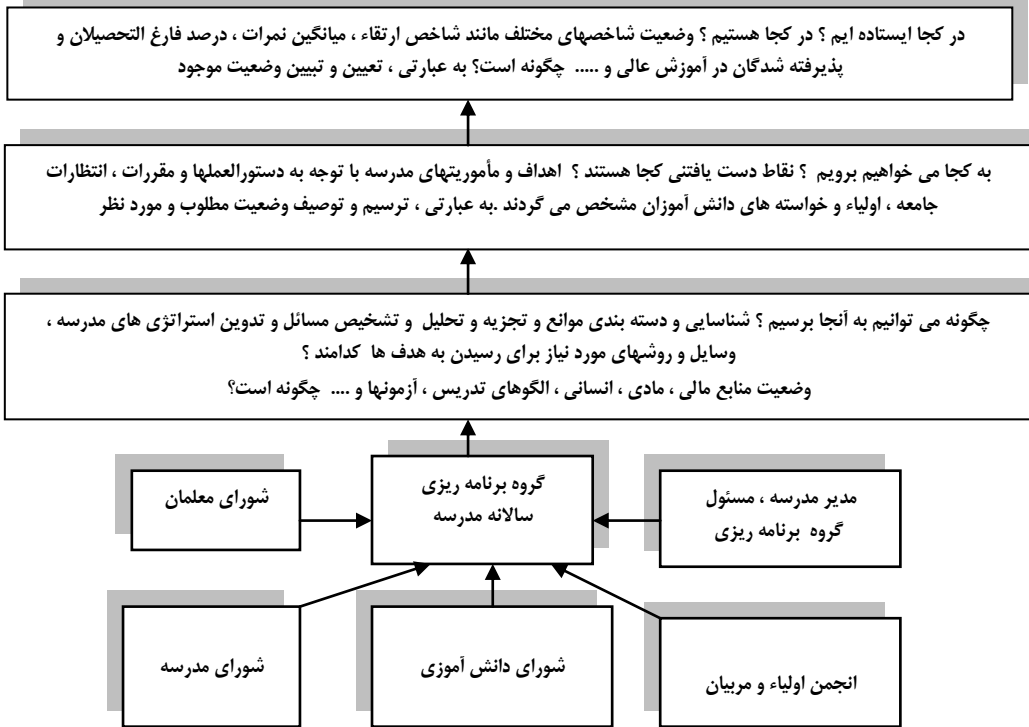 در کجا ایستاده ایم ؟ در کجا هستیم ؟ وضعیت شاخصهای مختلف مانند شاخص ارتقاء ، میانگین نمرات ، درصد فارغ التحصیلان و
پذیرفته شدگان در آموزش عالی و ..... چگونه است؟ به عبارتی ، تعیین و تبیین وضعیت موجود
به کجا می خواهیم برویم ؟ نقاط دست یافتنی کجا هستند ؟ اهداف و مأموریتهای مدرسه با توجه به دستورالعملها و مقررات ، انتظارات
جامعه ، اولیاء و خواسته های دانش آموزان مشخص می گردند .به عبارتی ، ترسیم و توصیف وضعیت مطلوب و مورد نظر
چگونه می توانیم به آنجا برسیم ؟ شناسایی و دسته بندی موانع و تجزیه و تحلیل و تشخیص مسائل و تدوین استراتژی های مدرسه ،
وسایل و روشهای مورد نیاز برای رسیدن به هدف ها کدامند ؟
وضعیت منابع مالی ، مادی ، انسانی ، الگوهای تدریس ، آزمونها و .... چگونه است؟
مدیر مدرسه ، مسئول
گروه برنامه ریزی
گروه برنامه ریزی
سالانه مدرسه
شورای معلمان
انجمن اولیاء و مربیان
شورای دانش آموزی
شورای مدرسه